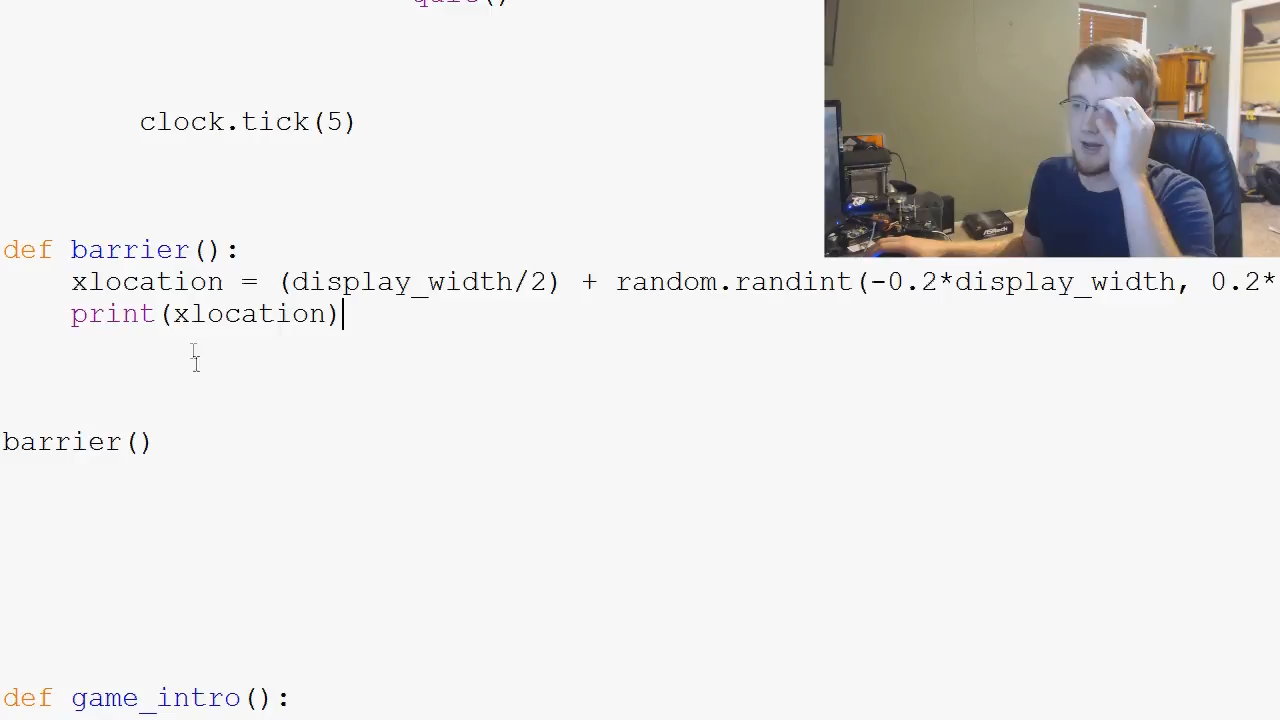 clock.tick(5)
def barrier():
xlocation = (display_width/2) + random.randint(-0.2*display_width, 0.2*
print(xlocation)
barrier()
def game_intro():